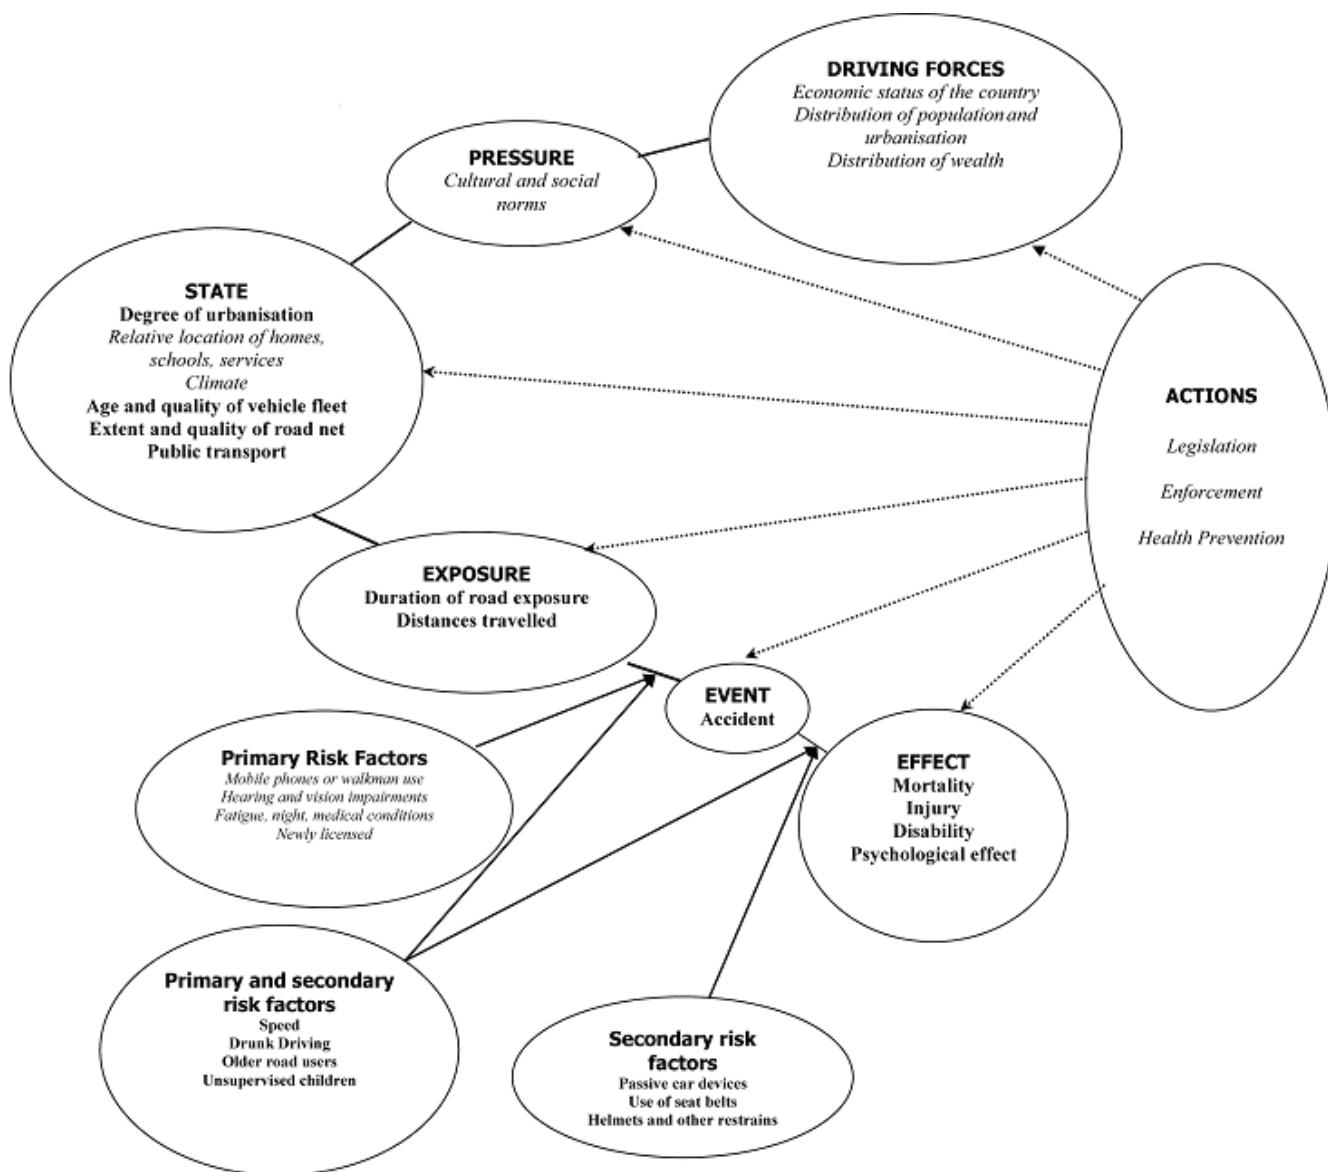 DRIVING FORCES
Economic status of the country
Distribution of population and
urbanisation
Distribution of wealth
PRESSURE
Cultural and social
norms
STATE
Degree of urbanisation
Relative location of homes,
schools, services
Climate
Age and quality of vehicle fleet
Extent and quality of road net
Public transport
ACTIONS
Legislation
Enforcement
Health Prevention
EXPOSURE
Duration of road exposure
Distances travelled
EVENT
Accident
EFFECT
Mortality
Injury
Disability
Psychological effect
Primary Risk Factors
Mobile phones or walkman use
Hearing and vision impairments
Fatigue, night, medical conditions
Newly licensed
Primary and secondary
risk factors
Speed
Drunk Driving
Older road users
Unsupervised children
Secondary risk
factors
Passive car devices
Use of seat belts
Helmets and other restrains